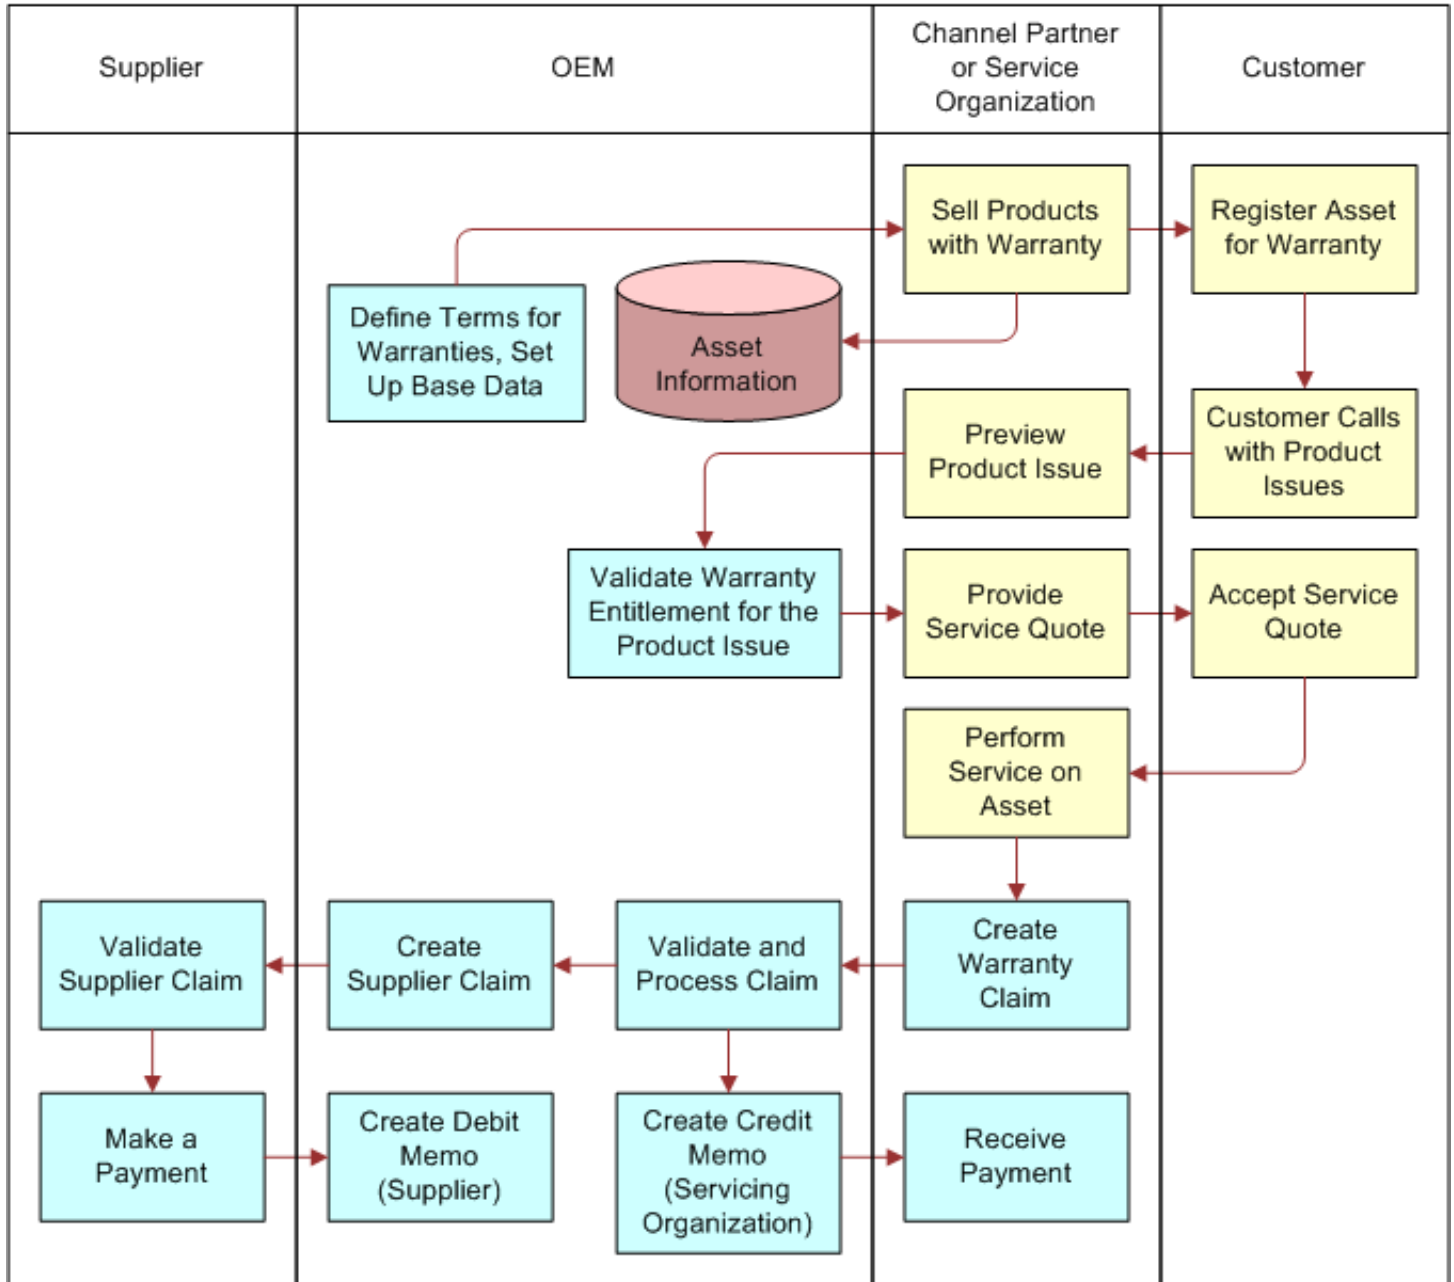 Supplier
OEM
Channel Partner
or Service
Organization
Customer
Sell Products
with Warranty
Register Asset
for Warranty
Define Terms for
Warranties, Set
Up Base Data
Asset
Information
Preview
Product Issue
Customer Calls
with Product
Issues
Validate Warranty
Entitlement for the
Product Issue
Provide
Service Quote
Accept Service
Quote
Perform
Service on
Asset
Validate
Supplier Claim
Create
Supplier Claim
Validate and
Process Claim
Create
Warranty
Claim
Make a
Payment
Create Debit
Memo
(Supplier)
Create Credit
Memo
(Servicing
Organization)
Receive
Payment